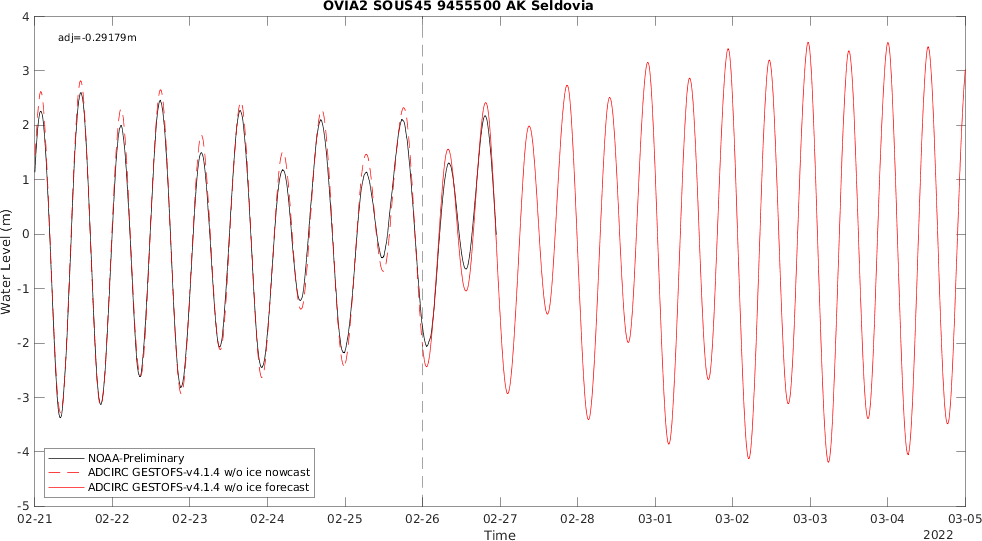 OVIA2 SOUS45 9455500 AK Seldovia
adj=-0.29179m
4
3
2
1
0
-1
-2
-3
-4
-5
Water Level (m)
NOAA-Preliminary
ADCIRC GESTOFS-v4.1.4 w/o ice nowcast
ADCIRC GESTOFS-v4.1.4 w/o ice forecast
02-21 02-22 02-23 02-24 02-25 02-26 02-27 02-28 03-01 03-02 03-03 03-04 03-05
Time
2022